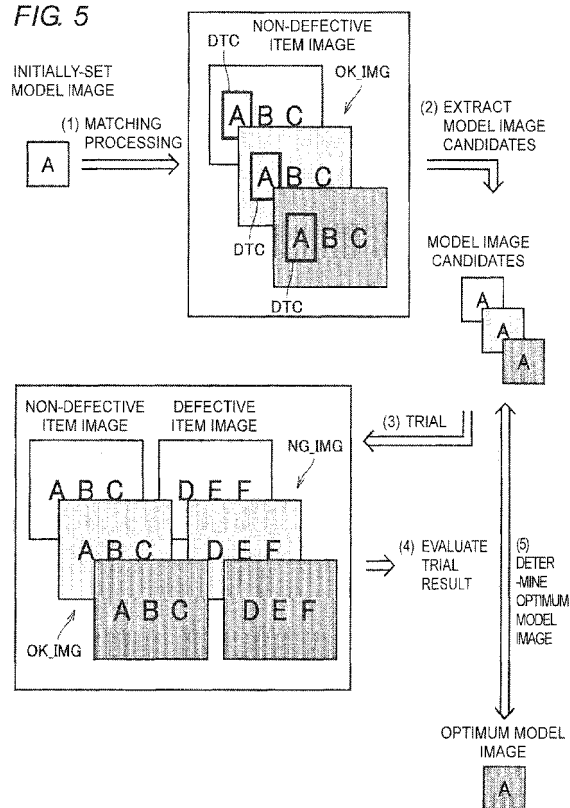 FIG. 5
NON-DEFECTIVE
ITEM IMAGE
DTC
OK_IMG
INITIALLY-SET
MODEL IMAGE
(1) MATCHING
PROCESSING
A
A B C
A B C
A B C
DTC
DTC
(2) EXTRACT
MODEL IMAGE
CANDIDATES
MODEL IMAGE
CANDIDATES
A
A
A
(3) TRIAL
NON-DEFECTIVE
ITEM IMAGE
DEFECTIVE
ITEM IMAGE
NG_IMG
A B C
D E F
A B C
D E F
A B C
D E F
OK_IMG
(4) EVALUATE
TRIAL
RESULT
(5)
DETER
-MINE
OPTIMUM
MODEL
IMAGE
OPTIMUM MODEL
IMAGE
A